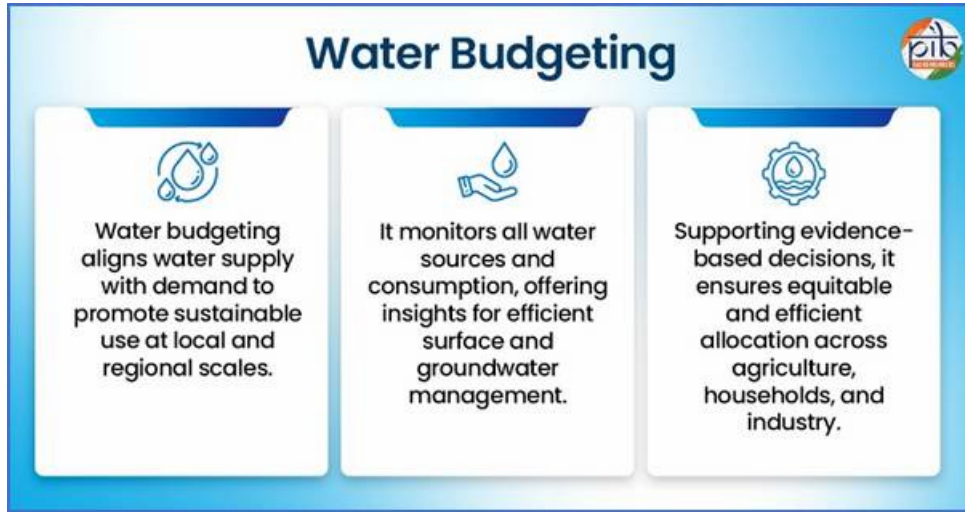 Water Budgeting
pib
Water budgeting
aligns water supply
with demand to
promote sustainable
use at local and
regional scales.
It monitors all water
sources and
consumption, offering
insights for efficient
surface and
groundwater
management.
Supporting evidence-
based decisions, it
ensures equitable
and efficient
allocation across
agriculture,
households, and
industry.